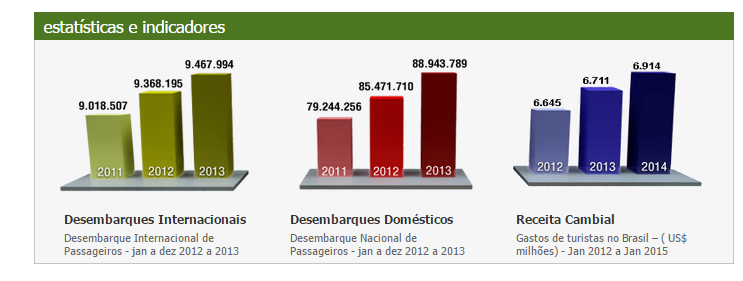 estatísticas e indicadores
9.018.507
9.368.195
9.467.994
2011
2012
2013
Desembarques Internacionais
Desembarque Internacional de
Passageiros - jan a dez 2012 a 2013
79.244.256
85.471.710
88.943.789
2011
2012
2013
Desembarques Domésticos
Desembarque Nacional de
Passageiros - jan a dez 2012 a 2013
6.645
6.711
6.914
2012
2013
2014
Receita Cambial
Gastos de turistas no Brasil – ( US$
milhões) - Jan 2012 a Jan 2015